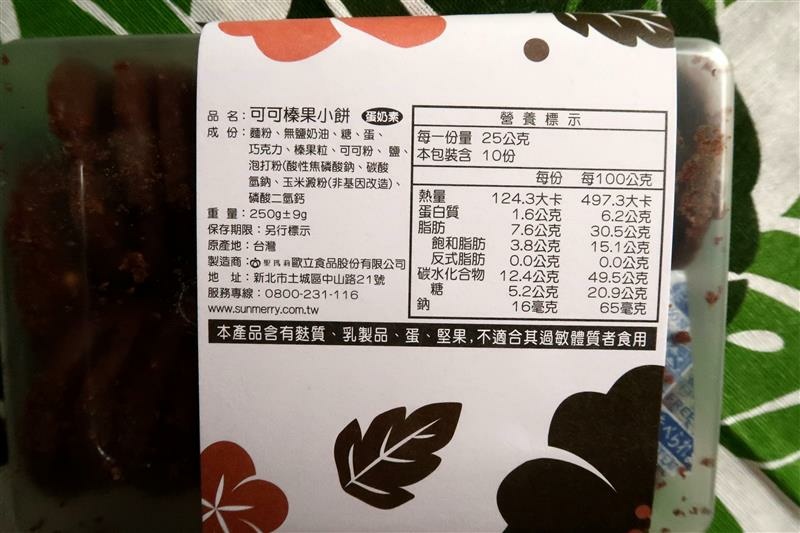 品 名：可可榛果小餅 蛋奶素
成 份：麵粉、無鹽奶油、糖、蛋、
巧克力、榛果粒、可可粉、鹽、
泡打粉(酸性焦磷酸鈉、碳酸
氫鈉、玉米澱粉(非基因改造)、
磷酸二氫鈣
重 量：250g±9g
保存期限：另行標示
原產地：台灣
製造商：聖瑪莉歐立食品股份有限公司
地 址：新北市土城區中山路21號
服務專線：0800-231-116
www.sunmerry.com.tw
營養標示
每一份量 25公克
本包裝含 10份
每份 每100公克
熱量 124.3大卡 497.3大卡
蛋白質 1.6公克 6.2公克
脂肪 7.6公克 30.5公克
飽和脂肪 3.8公克 15.1公克
反式脂肪 0.0公克 0.0公克
碳水化合物 12.4公克 49.5公克
糖 5.2公克 20.9公克
鈉 16毫克 65毫克
本產品含有麩質、乳製品、蛋、堅果,不適合其過敏體質者食用